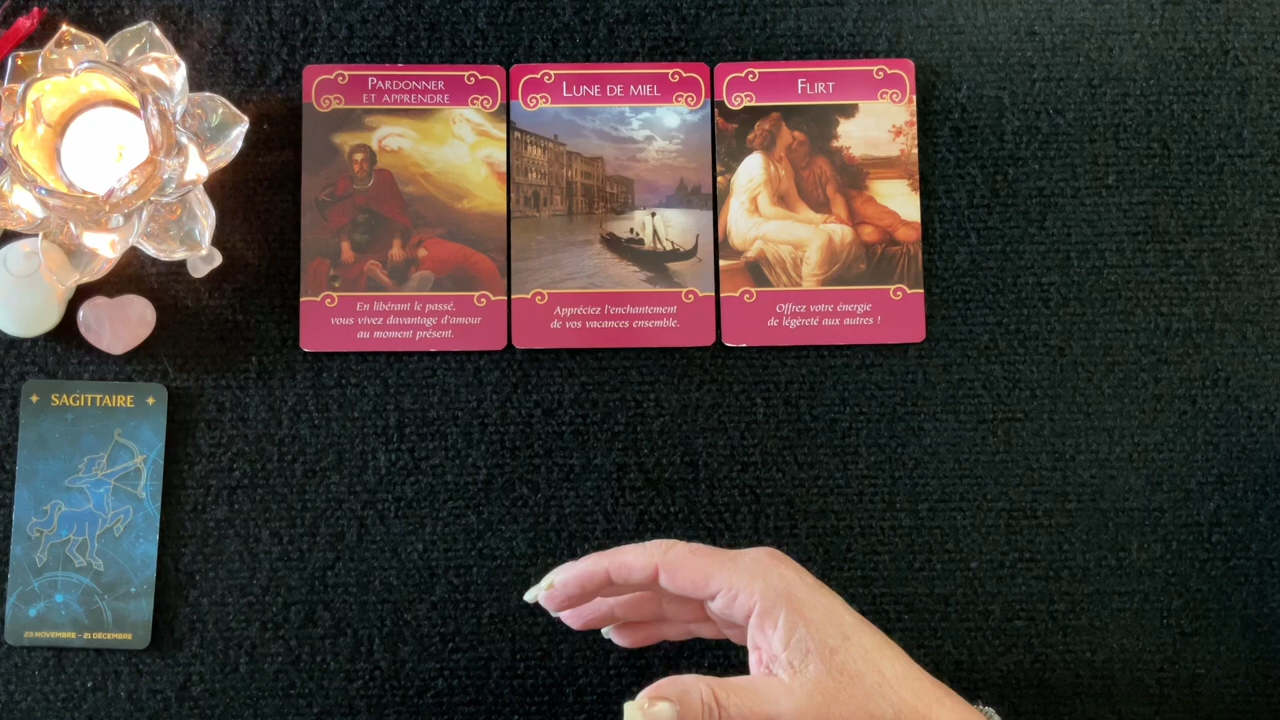 PARDONNER
ET APPRENDRE
En libérant le passé,
vous vivez davantage d'amour
au moment présent.
LUNE DE MIEL
Appréciez l'enchantement
de vos vacances ensemble.
FLIRT
Offrez votre énergie
de légèreté aux autres !
SAGITTAIRE
23 NOVEMBRE - 21 DÉCEMBRE